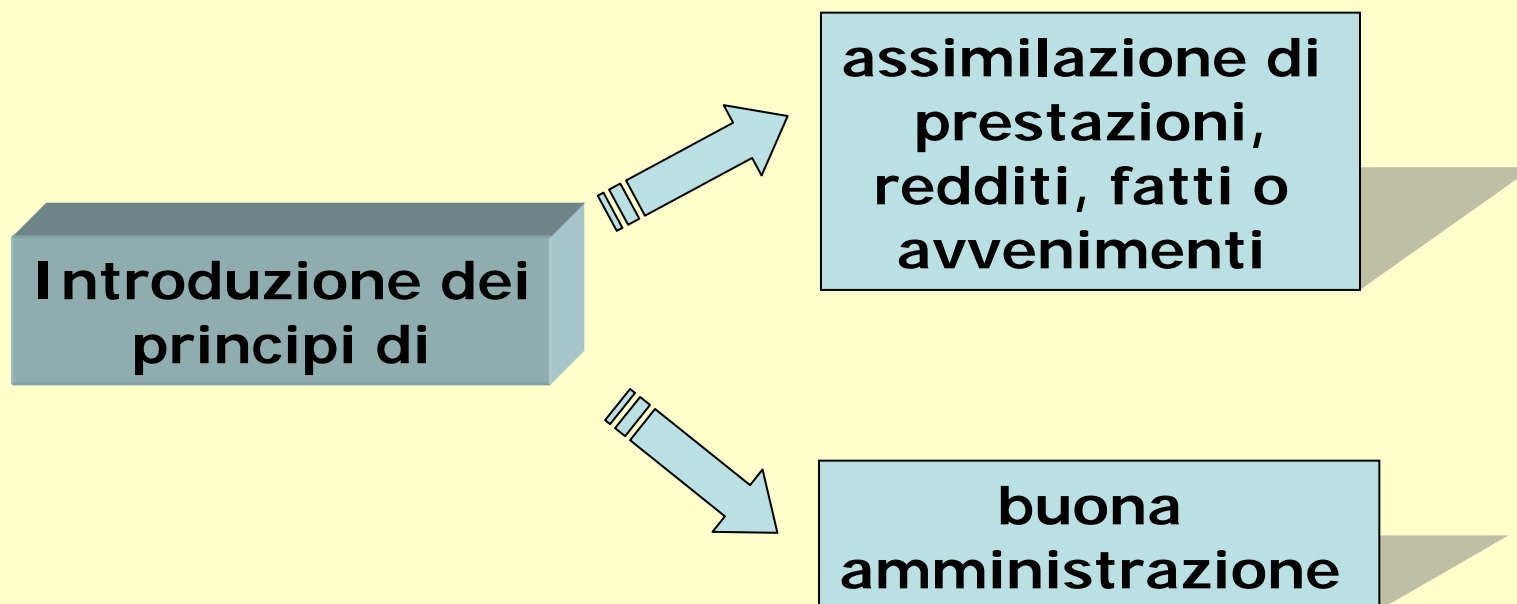 Introduzione dei
principi di
assimilazione di
prestazioni,
redditi, fatti o
avvenimenti
buona
amministrazione